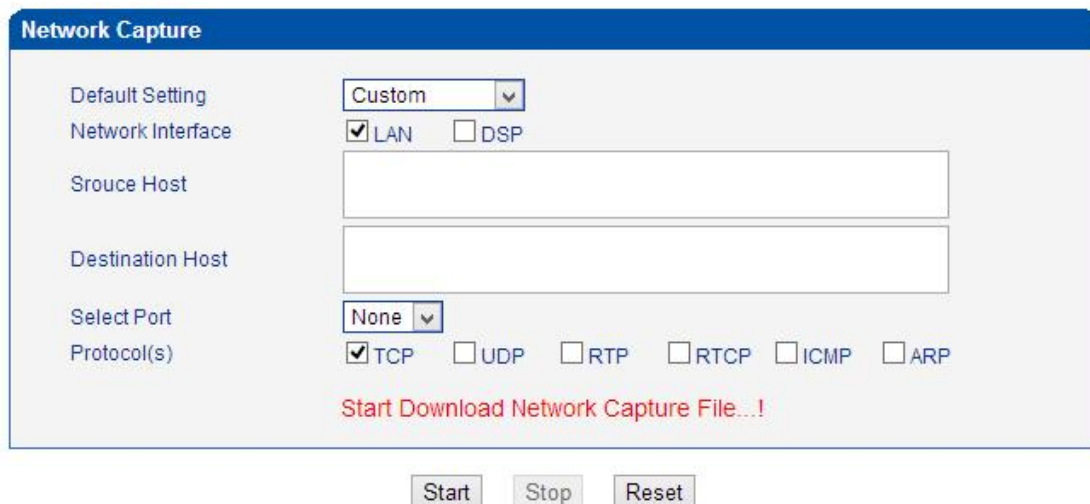 Network Capture
Default Setting Custom
Network Interface LAN DSP
Srouce Host
Destination Host
Select Port None
Protocol(s) TCP UDP RTP RTCP ICMP ARP
Start Download Network Capture File...!
Start Stop Reset